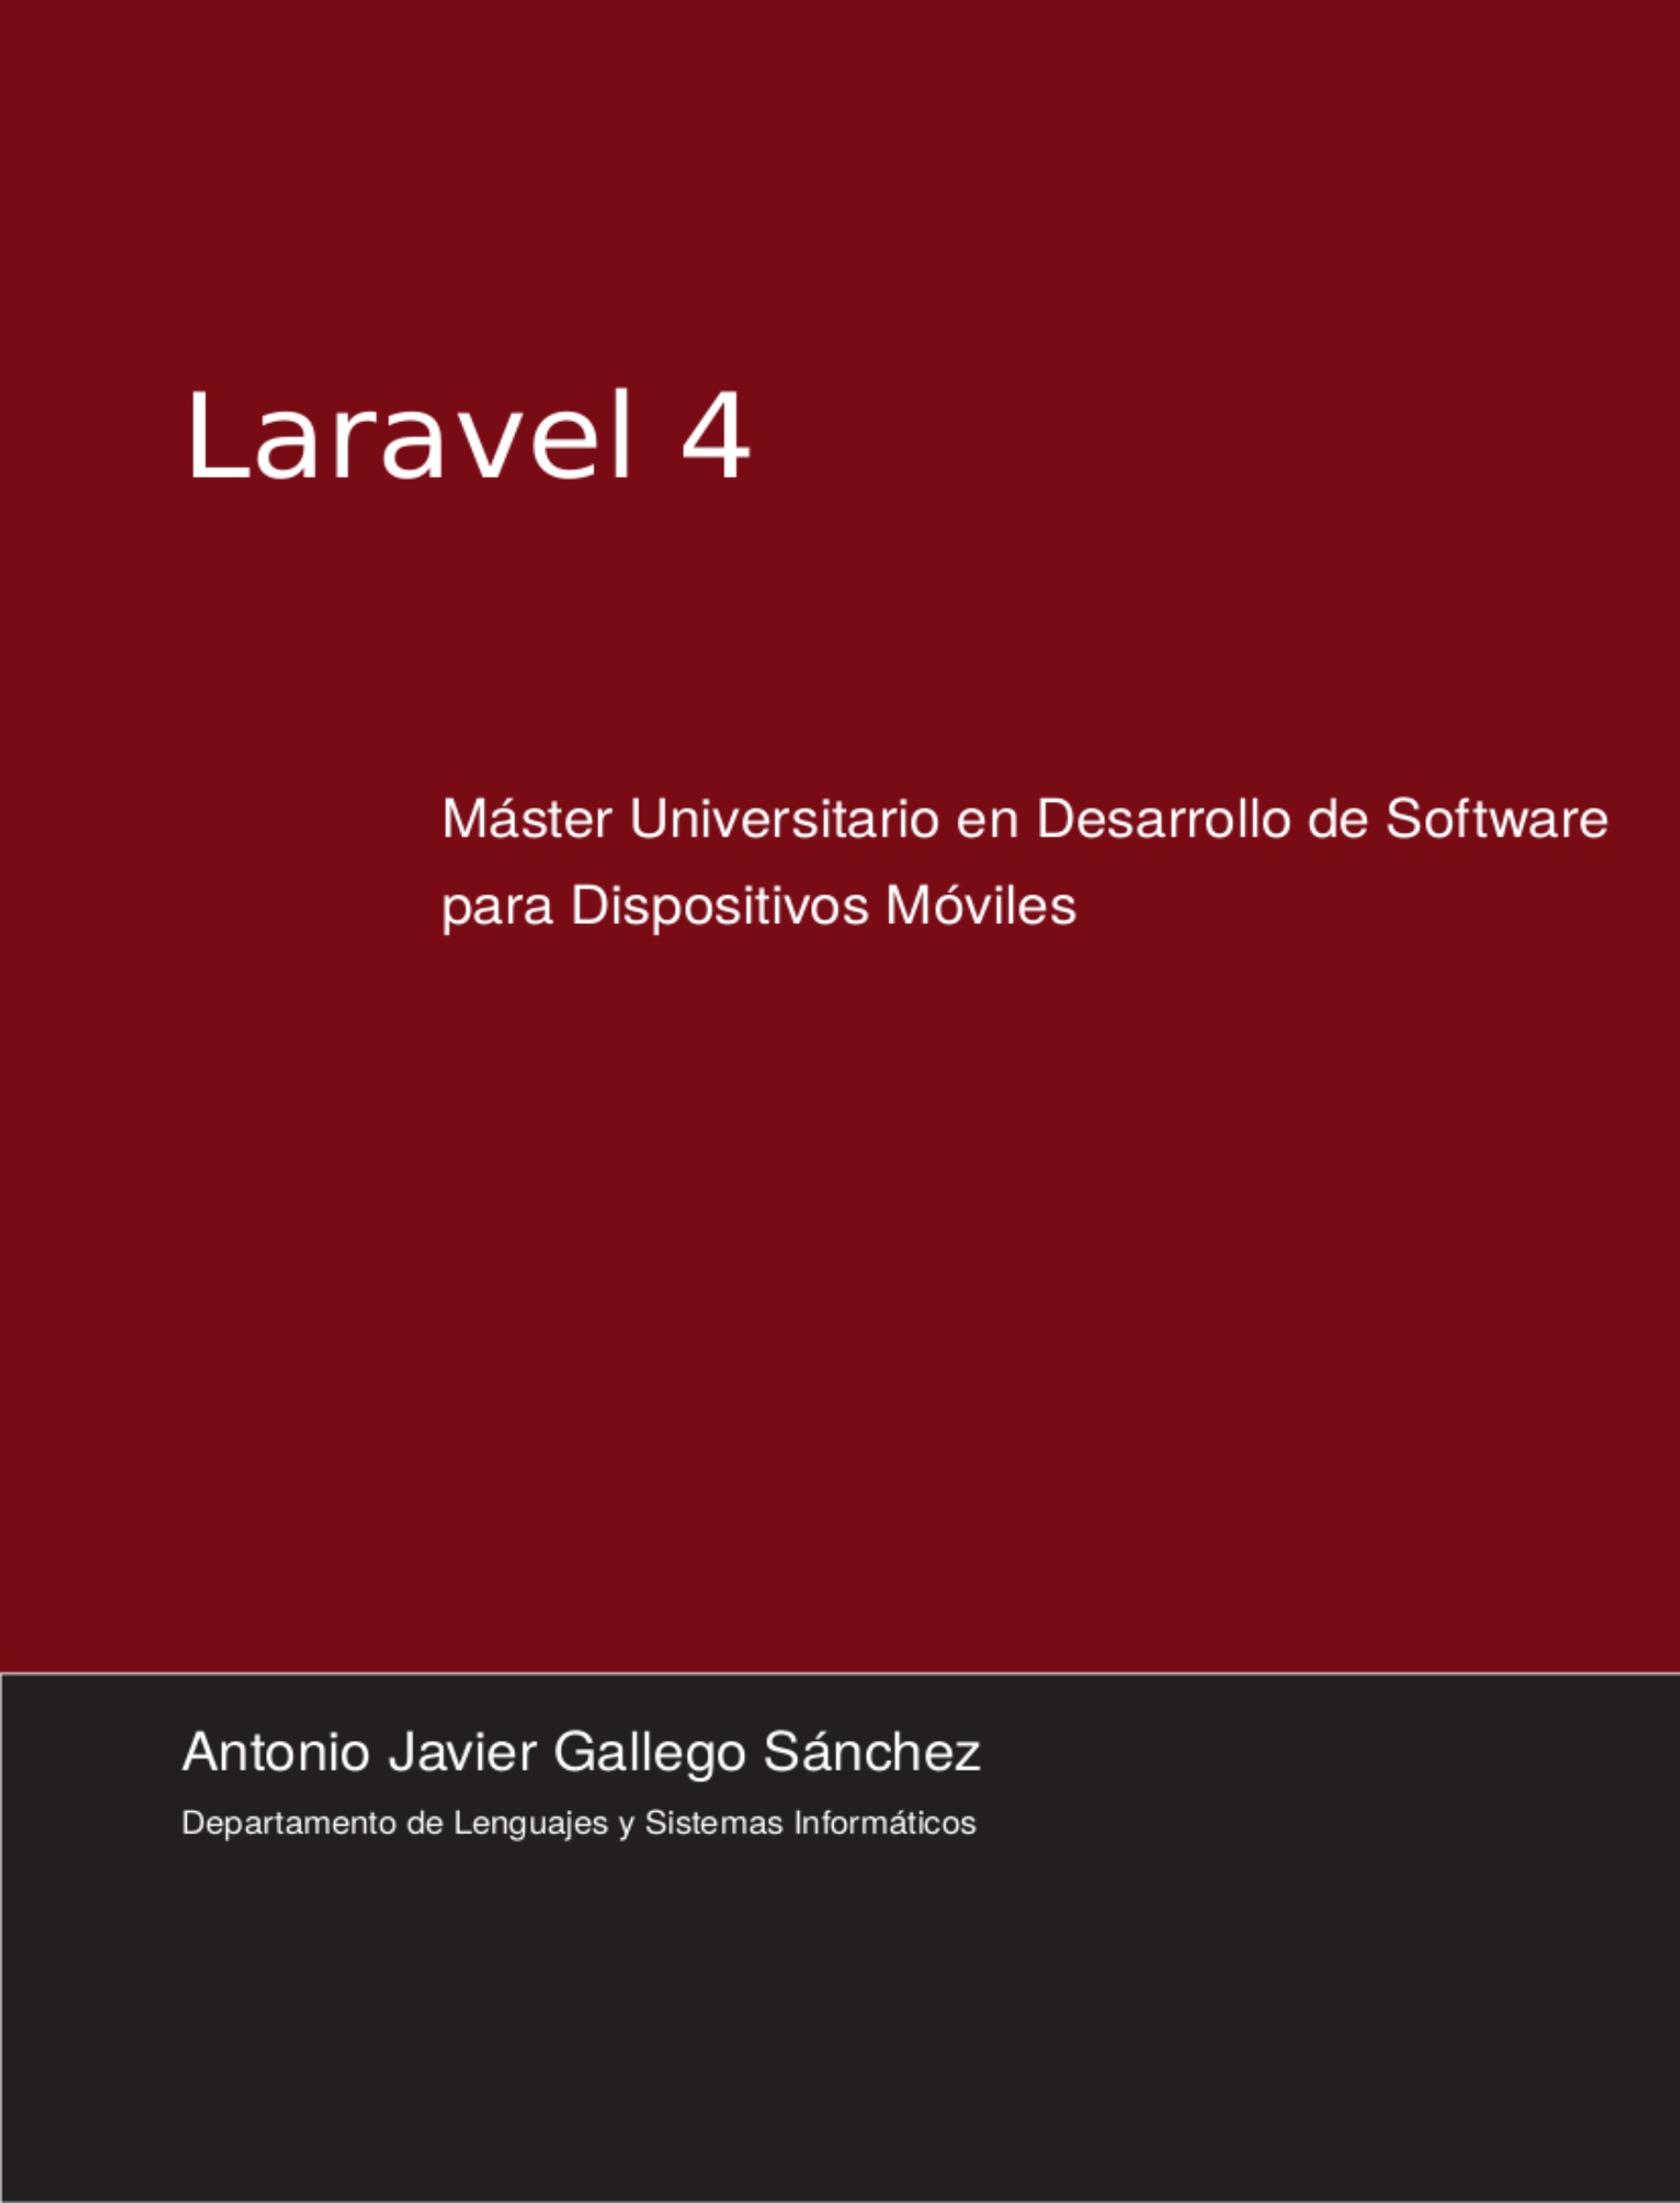 Laravel 4
Máster Universitario en Desarrollo de Software
para Dispositivos Móviles
Antonio Javier Gallego Sánchez
Departamento de Lenguajes y Sistemas Informáticos